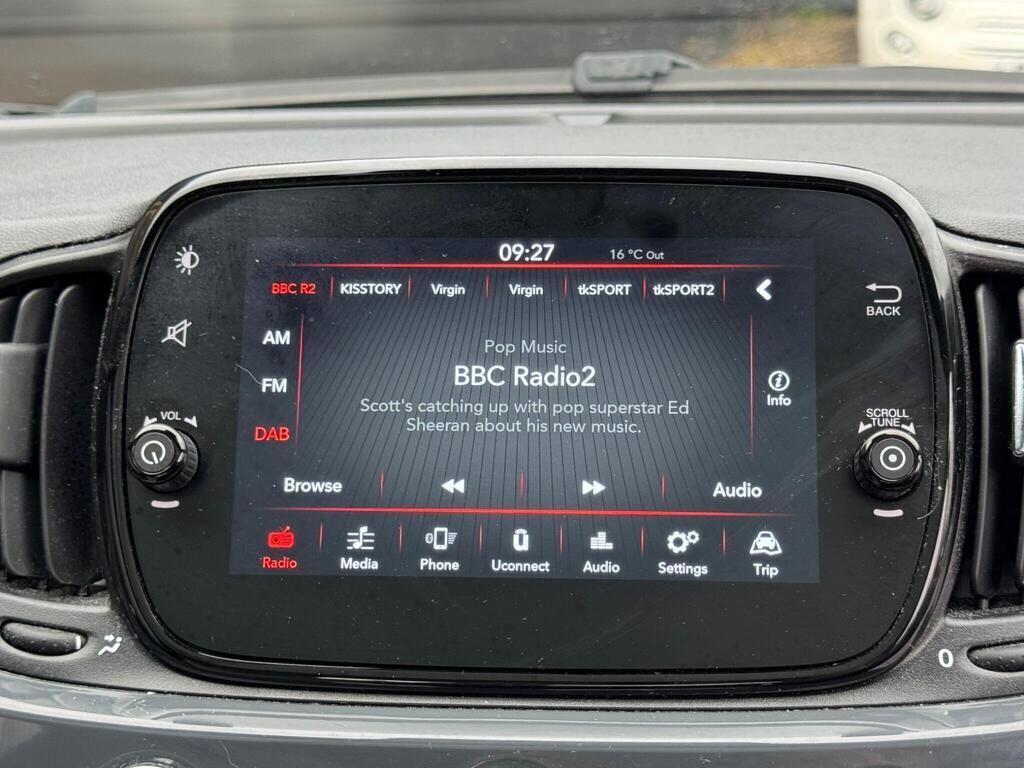 09:27 16 °C Out
BBC R2 KISSTORY Virgin Virgin tkSPORT tkSPORT2
BACK
AM
Pop Music
FM
BBC Radio2
Info
Scott's catching up with pop superstar Ed
Sheeran about his new music.
DAB
VOL
SCROLL
TUNE
Browse Audio
Radio Media Phone Uconnect Audio Settings Trip
0